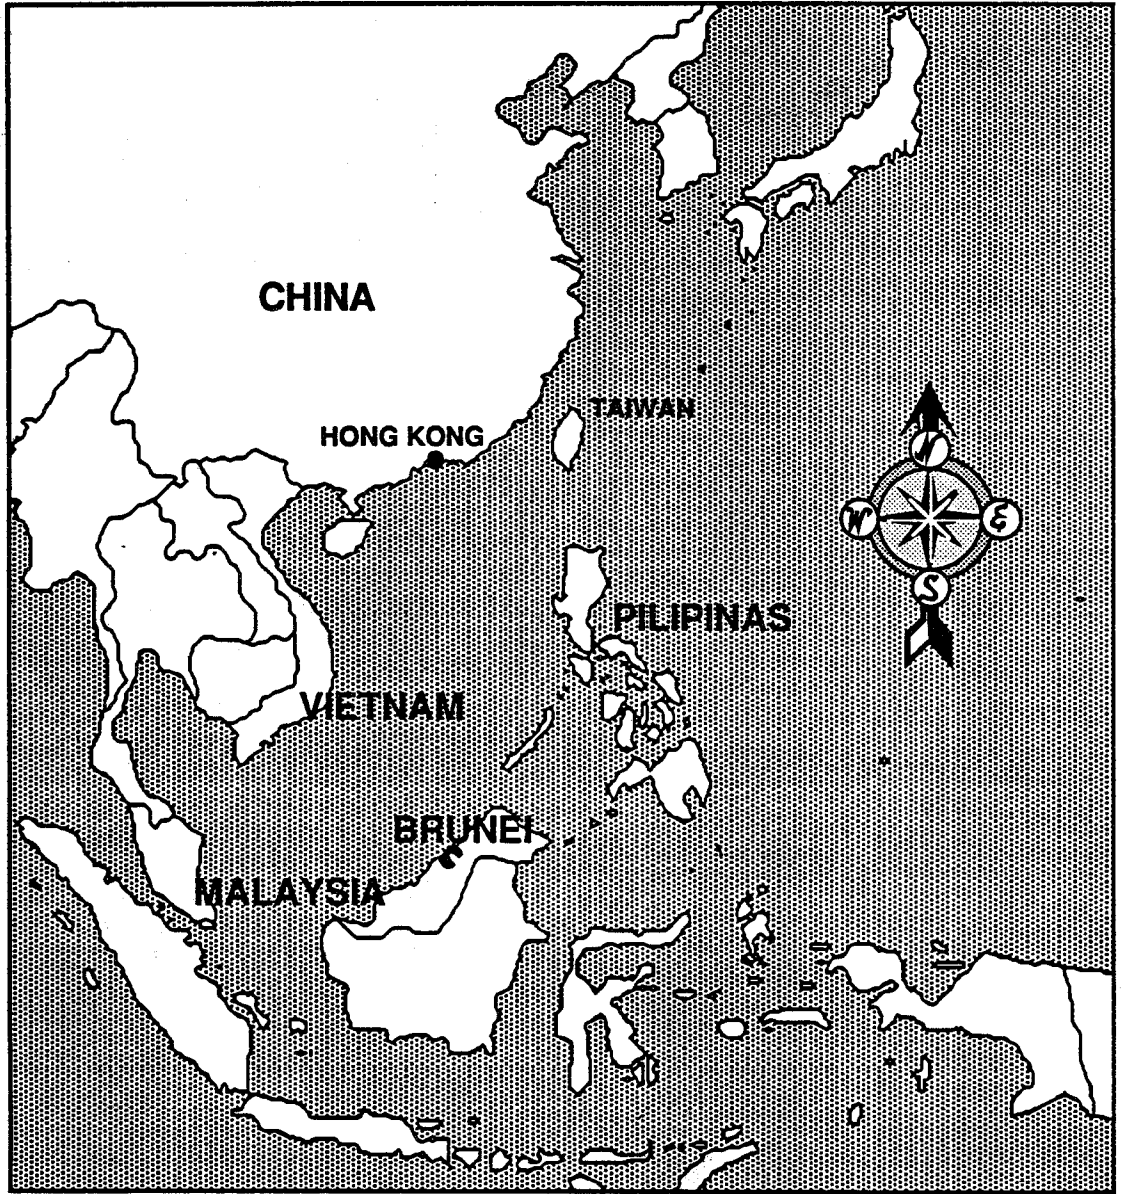 CHINA
TAIWAN
HONG KONG
N
W
E
S
PILIPINAS
VIETNAM
BRUNEI
MALAYSIA